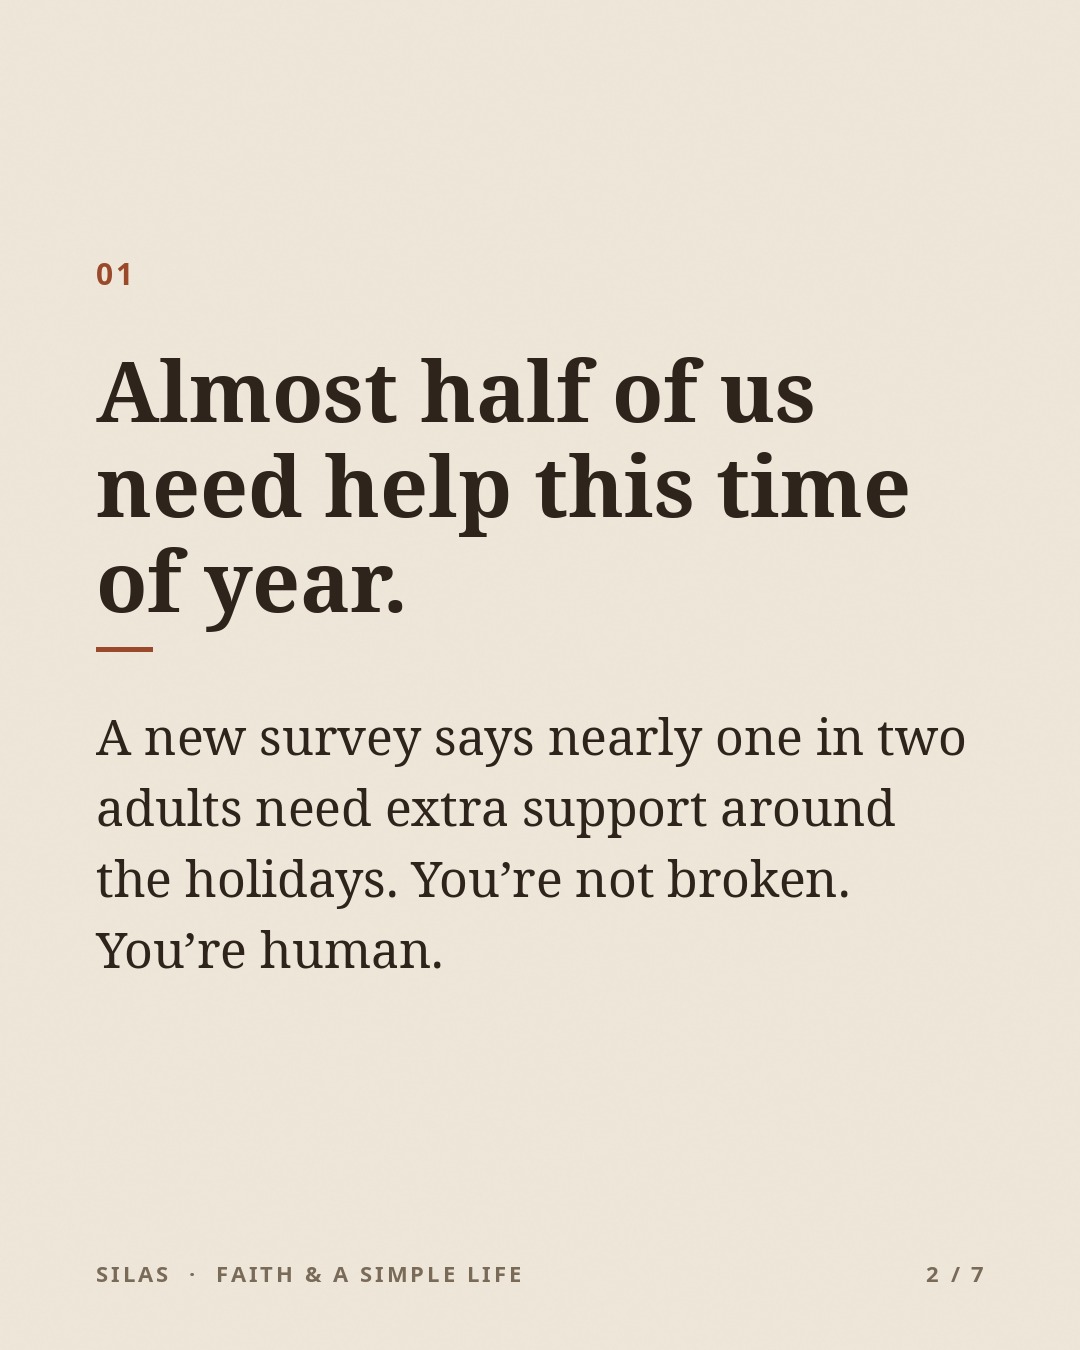 01
Almost half of us
need help this time
of year.
A new survey says nearly one in two
adults need extra support around
the holidays. You’re not broken.
You’re human.
SILAS · FAITH & A SIMPLE LIFE
2 / 7